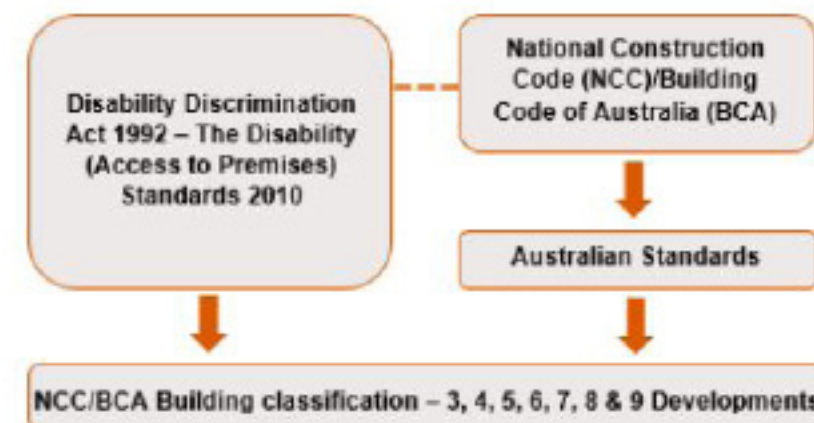 Disability Discrimination
Act 1992 – The Disability
(Access to Premises)
Standards 2010
National Construction
Code (NCC)/Building
Code of Australia (BCA)
Australian Standards
NCC/BCA Building classification – 3, 4, 5, 6, 7, 8 & 9 Developments